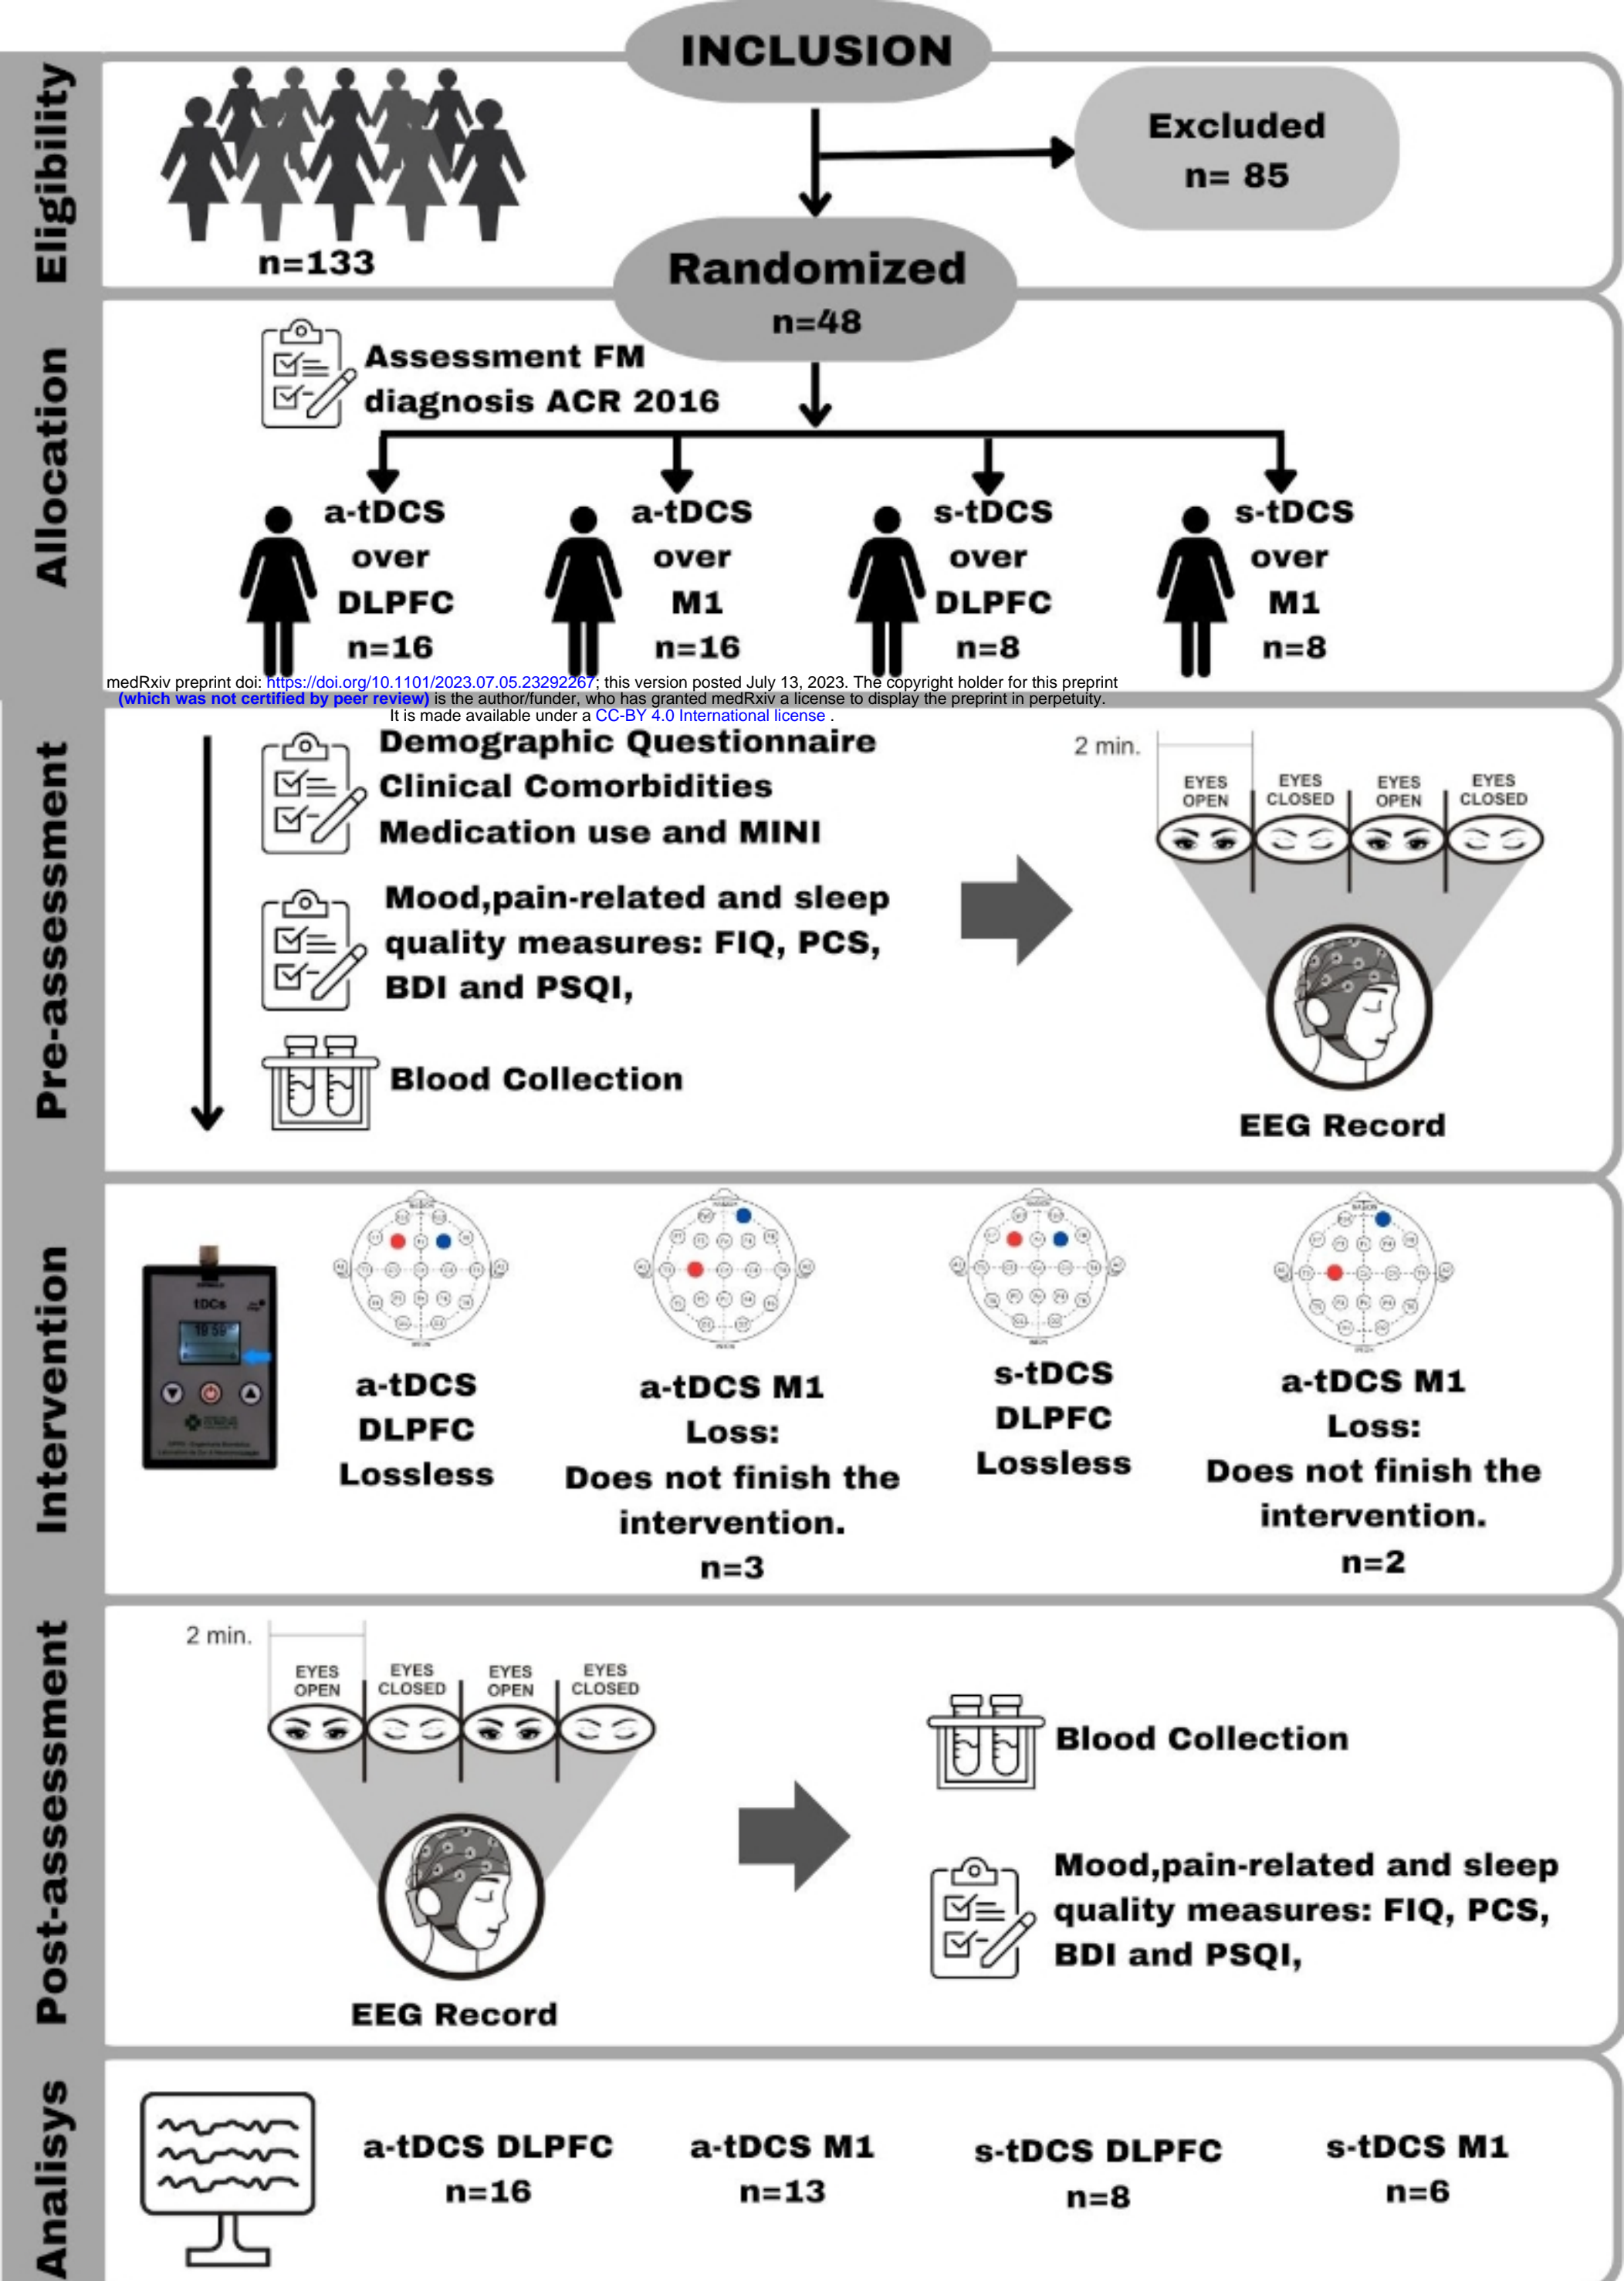 INCLUSION
Eligibility
Excluded
n= 85
n=133
Randomized
n=48
Allocation
Assessment FM
diagnosis ACR 2016
a-tDCS
over
DLPFC
n=16
a-tDCS
over
M1
n=16
s-tDCS
over
DLPFC
n=8
s-tDCS
over
M1
n=8
medRxiv preprint doi: https://doi.org/10.1101/2023.07.05.23292267; this version posted July 13, 2023. The copyright holder for this preprint
(which was not certified by peer review) is the author/funder, who has granted medRxiv a license to display the preprint in perpetuity.
It is made available under a CC-BY 4.0 International license .
Pre-assessment
Demographic Questionnaire
Clinical Comorbidities
Medication use and MINI
Mood,pain-related and sleep
quality measures: FIQ, PCS,
BDI and PSQI,
Blood Collection
2 min.
EYES
OPEN
EYES
CLOSED
EYES
OPEN
EYES
CLOSED
EEG Record
Intervention
tDCs
a-tDCS
DLPFC
Lossless
a-tDCS M1
Loss:
Does not finish the
intervention.
n=3
s-tDCS
DLPFC
Lossless
a-tDCS M1
Loss:
Does not finish the
intervention.
n=2
Post-assessment
2 min.
EYES
OPEN
EYES
CLOSED
EYES
OPEN
EYES
CLOSED
EEG Record
Blood Collection
Mood,pain-related and sleep
quality measures: FIQ, PCS,
BDI and PSQI,
Analisys
a-tDCS DLPFC
n=16
a-tDCS M1
n=13
s-tDCS DLPFC
n=8
s-tDCS M1
n=6